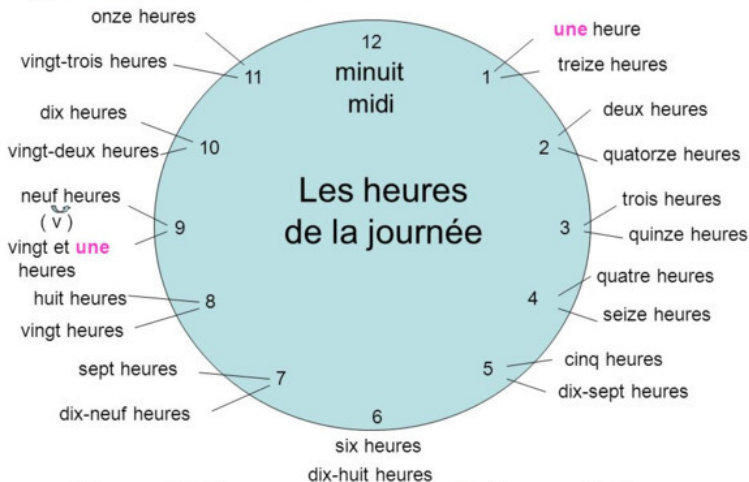 onze heures
12
une heure
vingt-trois heures
11
minuit
1
treize heures
midi
dix heures
deux heures
vingt-deux heures
10
2
quatorze heures
Les heures
de la journée
neuf heures
(v)
9
vingt et une
heures
trois heures
3
quinze heures
huit heures
8
vingt heures
quatre heures
4
seize heures
sept heures
7
dix-neuf heures
cinq heures
5
dix-sept heures
6
six heures
dix-huit heures